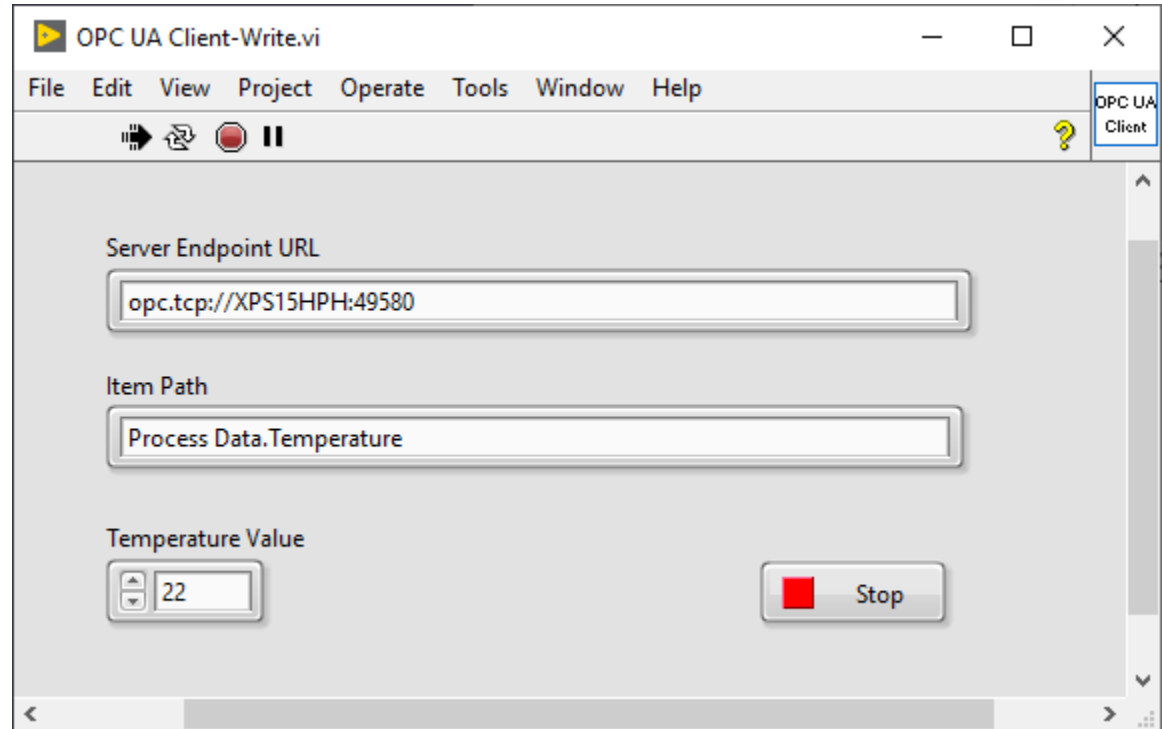 OPC UA Client-Write.vi
File Edit View Project Operate Tools Window Help
OPC UA
Client
Server Endpoint URL
opc.tcp://XPS15HPH:49580
Item Path
Process Data.Temperature
Temperature Value
22
Stop